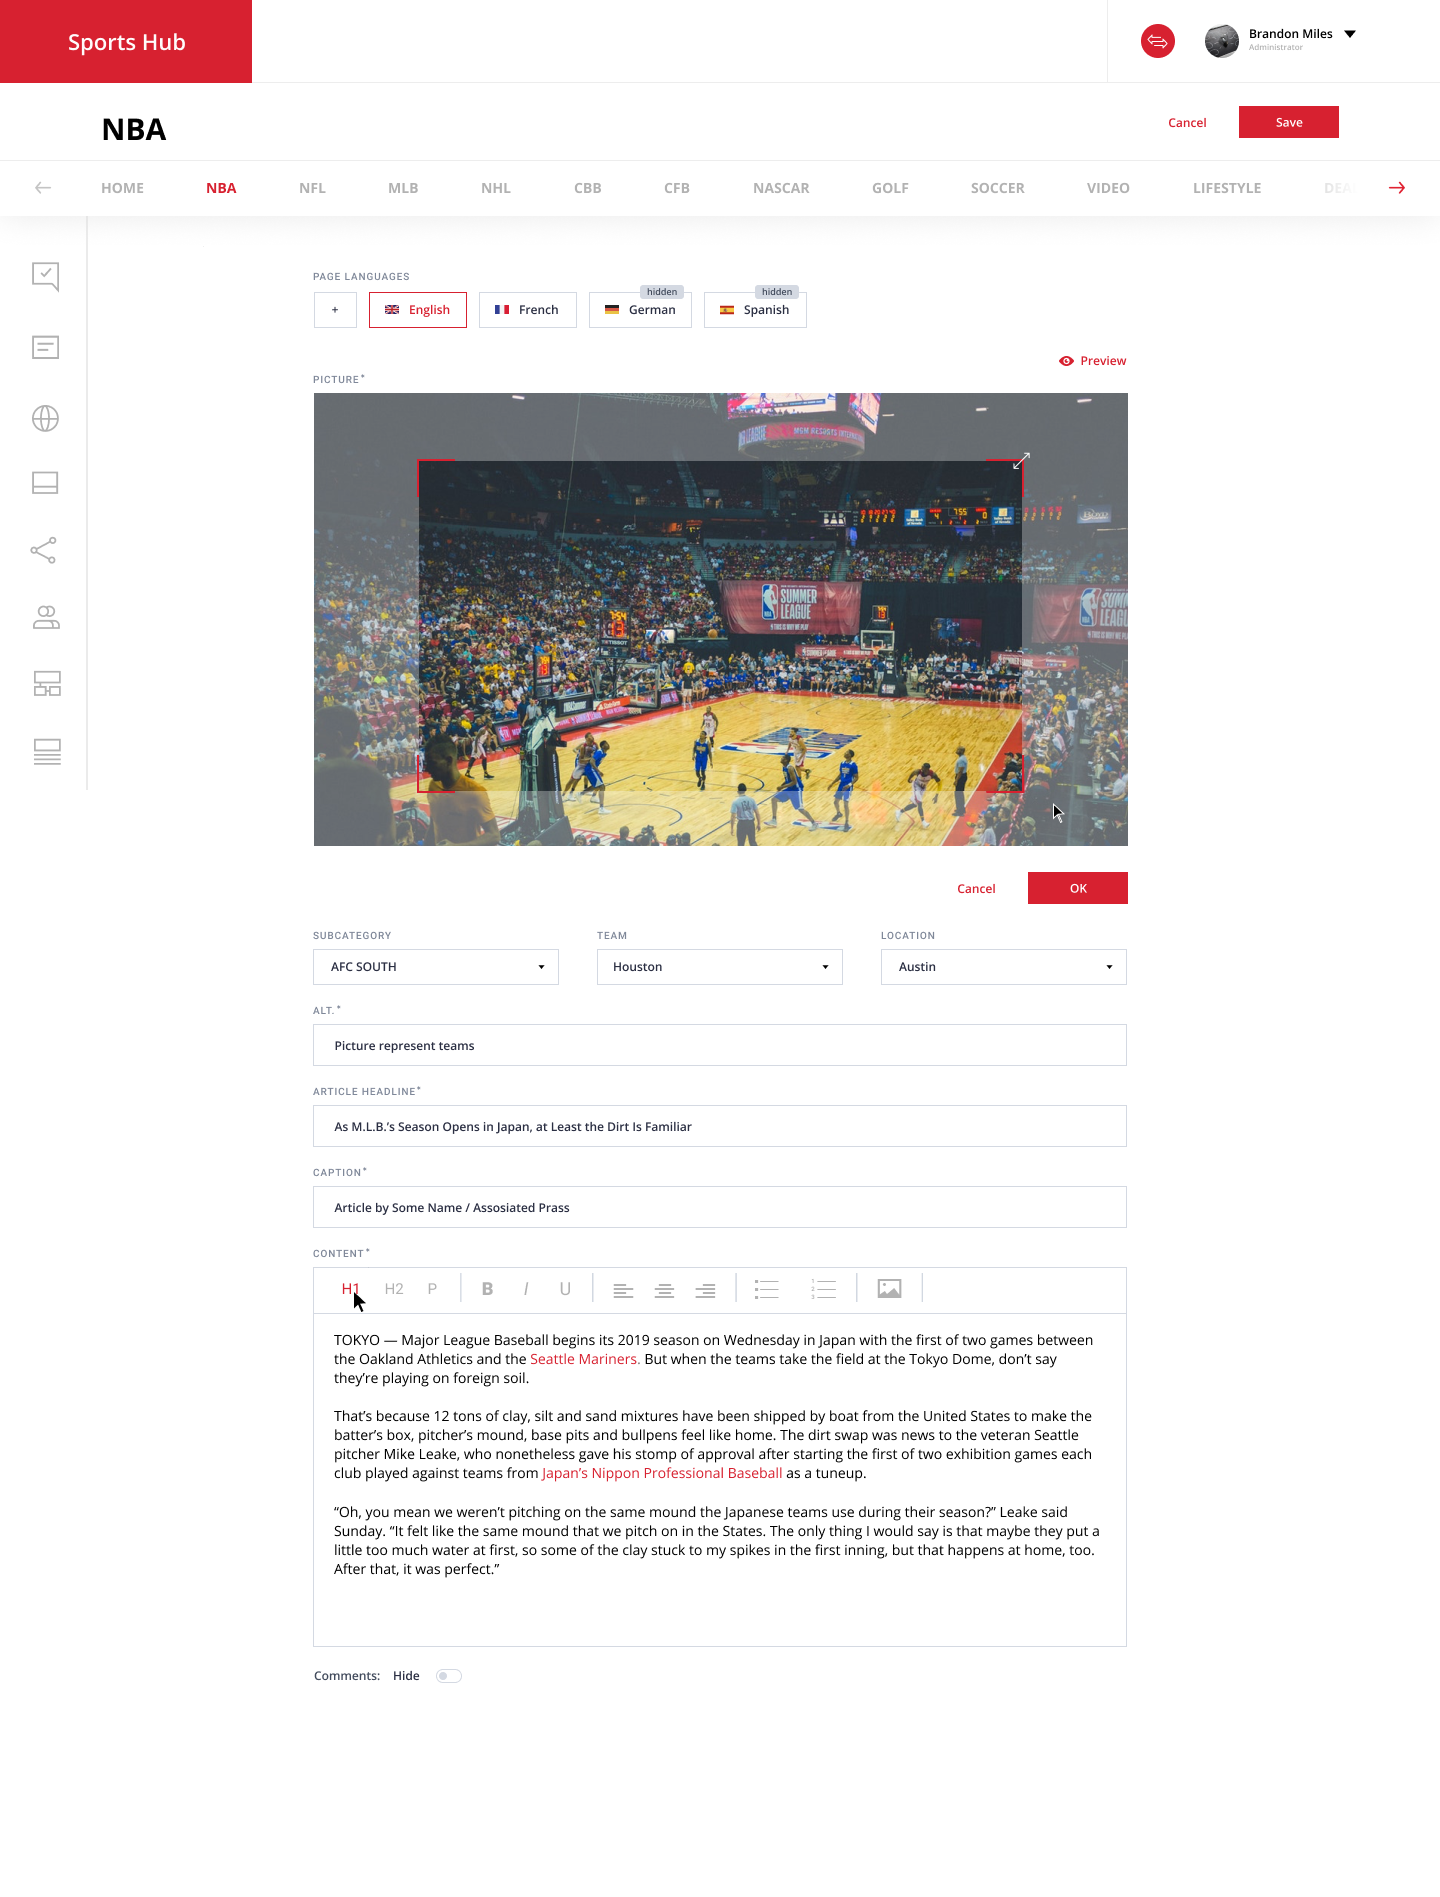 Sports Hub
Brandon Miles
Administrator
NBA
Cancel
Save
HOME NBA NFL MLB NHL CBB CFB NASCAR GOLF SOCCER VIDEO LIFESTYLE
PAGE LANGUAGES
hidden hidden
+ English French German Spanish
Preview
PICTURE*
LEAGUE MGM RESORTS
4 7:55 0
SUMMER
LEAGUE
THIS IS WHY WE PLAY
TISSOT
Cancel
OK
SUBCATEGORY TEAM LOCATION
AFC SOUTH Houston Austin
ALT.*
Picture represent teams
ARTICLE HEADLINE*
As M.L.B.’s Season Opens in Japan, at Least the Dirt Is Familiar
CAPTION*
Article by Some Name / Assosiated Prass
CONTENT*
H1 H2 P B I U
TOKYO — Major League Baseball begins its 2019 season on Wednesday in Japan with the first of two games between
the Oakland Athletics and the Seattle Mariners. But when the teams take the field at the Tokyo Dome, don’t say
they’re playing on foreign soil.
That’s because 12 tons of clay, silt and sand mixtures have been shipped by boat from the United States to make the
batter’s box, pitcher’s mound, base pits and bullpens feel like home. The dirt swap was news to the veteran Seattle
pitcher Mike Leake, who nonetheless gave his stomp of approval after starting the first of two exhibition games each
club played against teams from Japan’s Nippon Professional Baseball as a tuneup.
“Oh, you mean we weren’t pitching on the same mound the Japanese teams use during their season?” Leake said
Sunday. “It felt like the same mound that we pitch on in the States. The only thing I would say is that maybe they put a
little too much water at first, so some of the clay stuck to my spikes in the first inning, but that happens at home, too.
After that, it was perfect.”
Comments: Hide